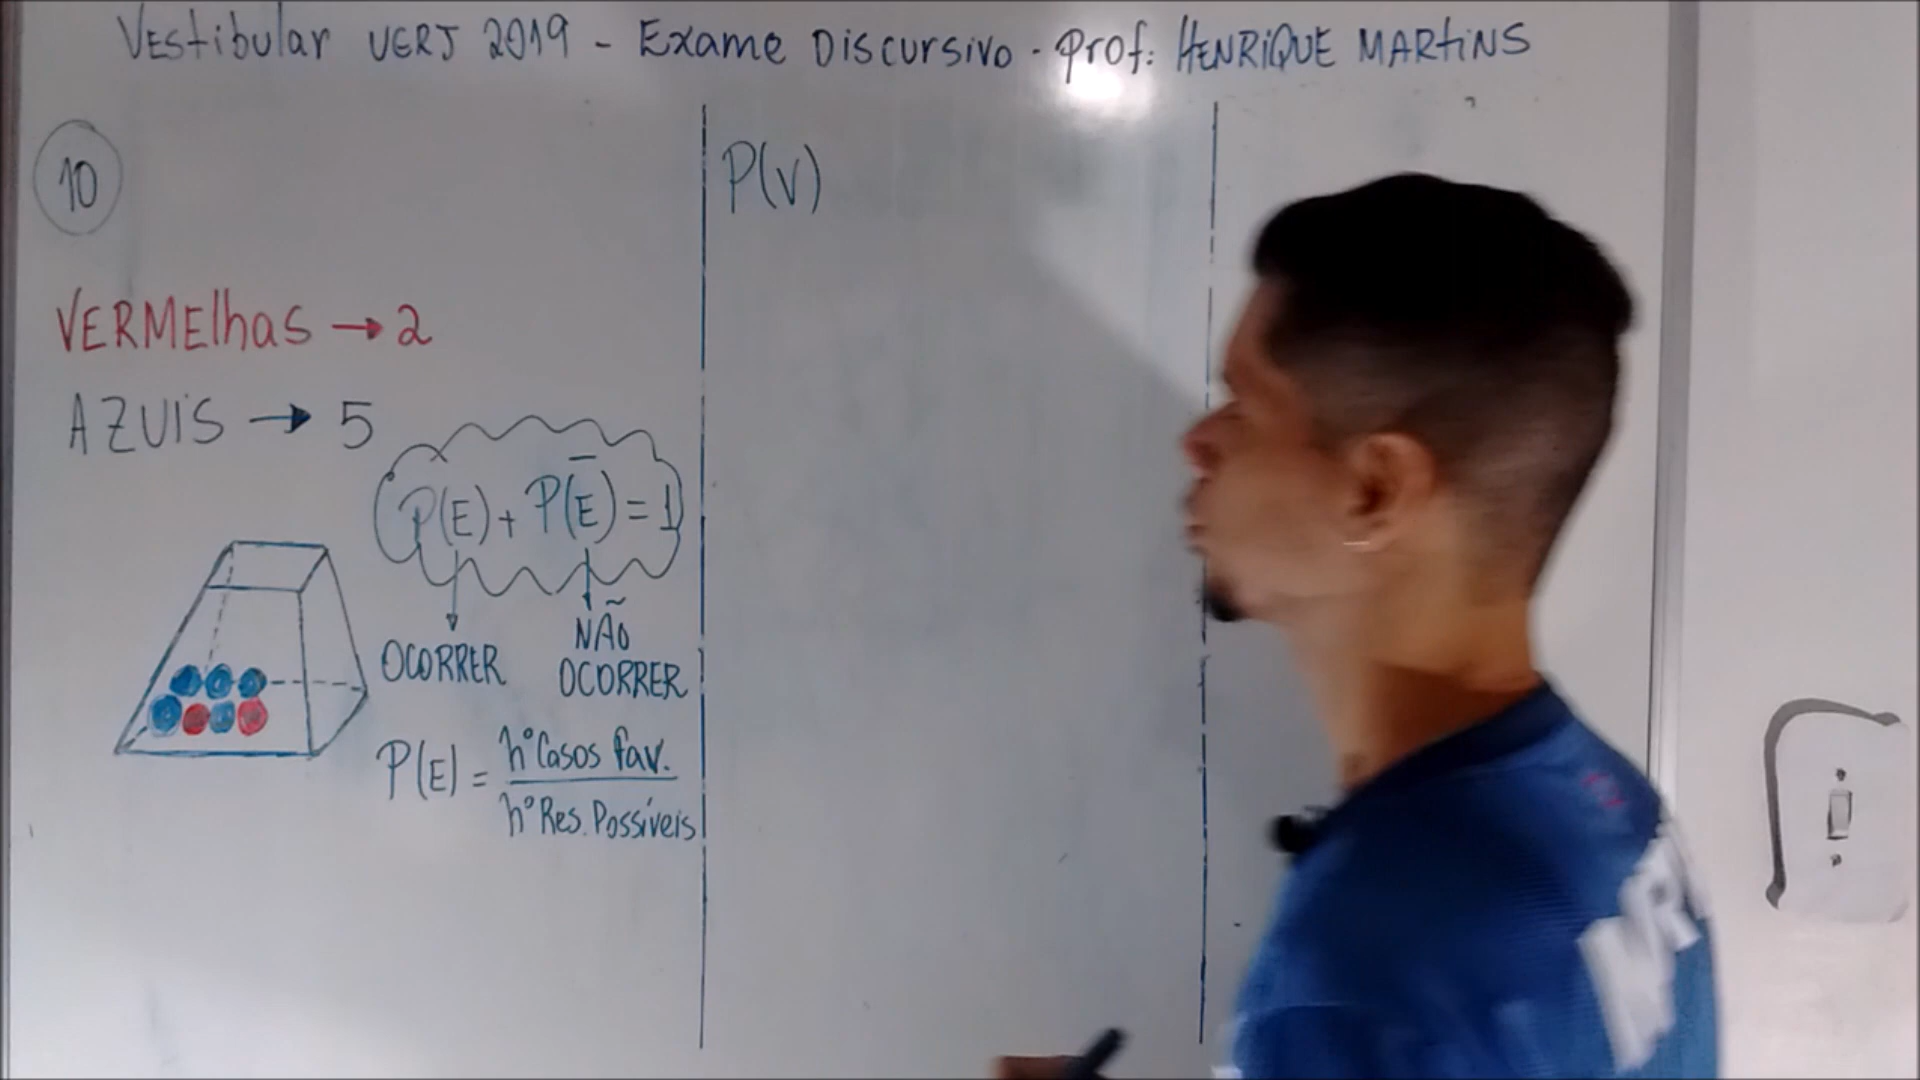 Vestibular UERJ 2019 - Exame Discursivo - Prof: HENRIQUE MARTINS
10
VERMElhAS → 2
AZUIS → 5
P(E) + P(E̅) = 1
OCORRER
NÃO
OCORRER
P(E) = nº Casos fav.
nº Res. Possíveis
P(V)